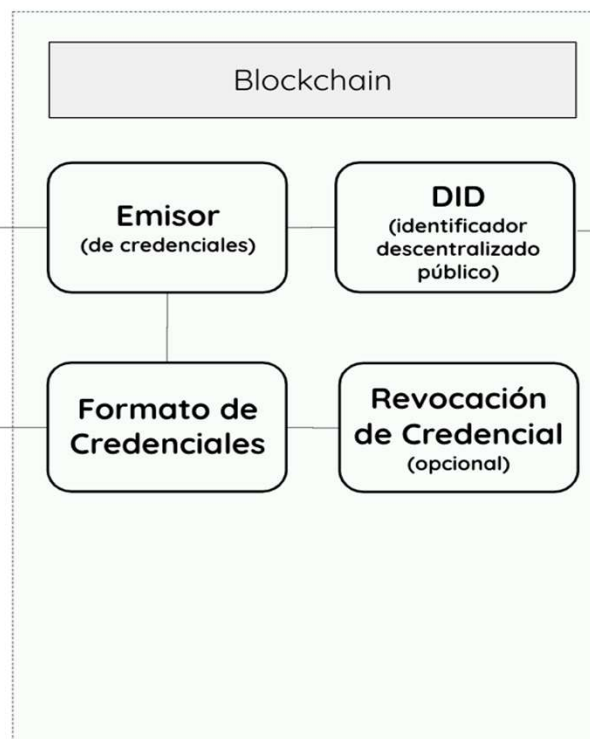 Blockchain
Emisor
(de credenciales)
DID
(identificador
descentralizado
público)
Formato de
Credenciales
Revocación
de Credencial
(opcional)